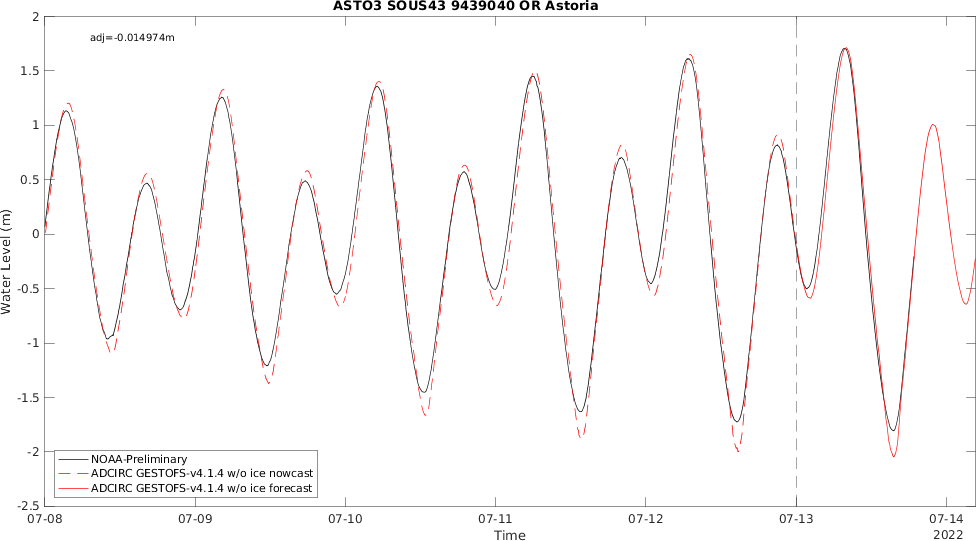 ASTO3 SOUS43 9439040 OR Astoria
adj=-0.014974m
2
1.5
1
0.5
0
-0.5
-1
-1.5
-2
-2.5
Water Level (m)
NOAA-Preliminary
ADCIRC GESTOFS-v4.1.4 w/o ice nowcast
ADCIRC GESTOFS-v4.1.4 w/o ice forecast
07-08 07-09 07-10 07-11 07-12 07-13 07-14
Time
2022